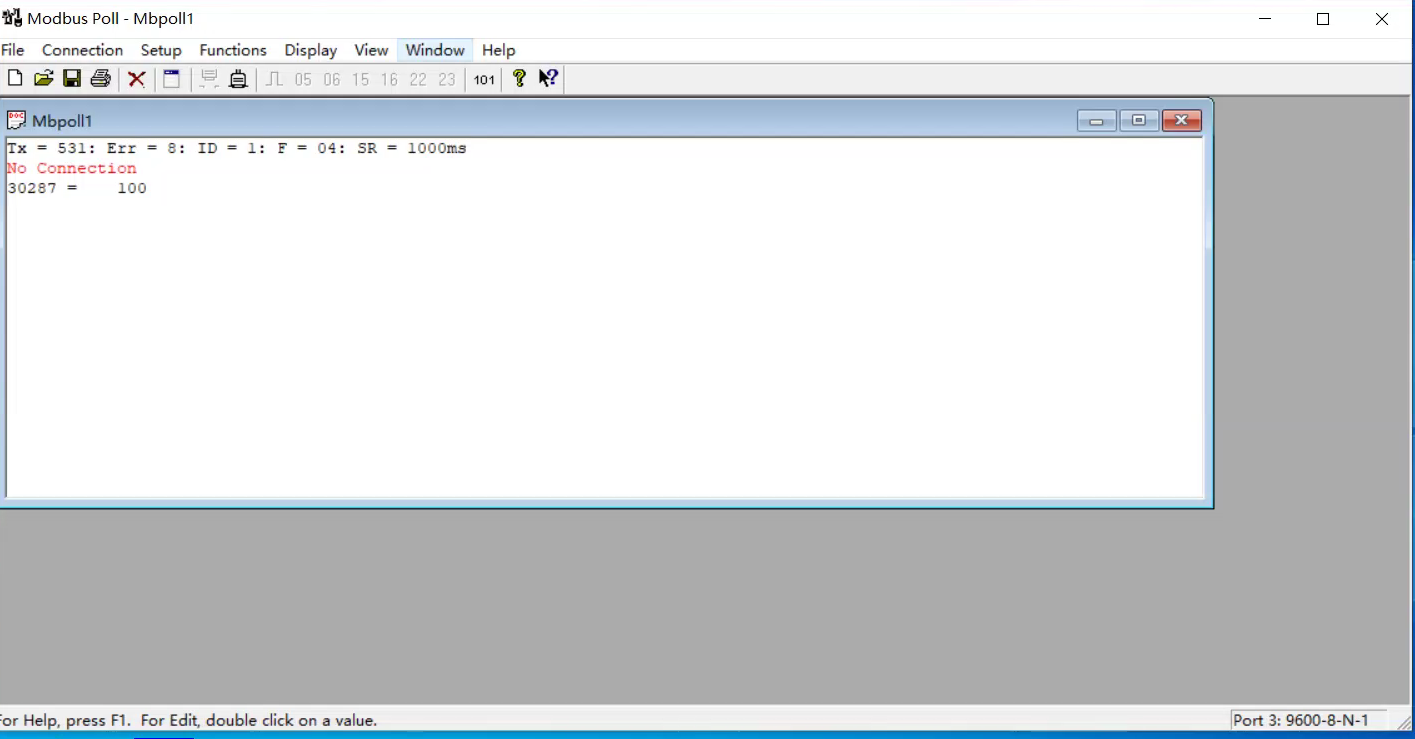 Modbus Poll - Mbpoll1
File Connection Setup Functions Display View Window Help
05 06 15 16 22 23 101
Mbpoll1
Tx = 531: Err = 8: ID = 1: F = 04: SR = 1000ms
No Connection
30287 = 100
For Help, press F1. For Edit, double click on a value.
Port 3: 9600-8-N-1